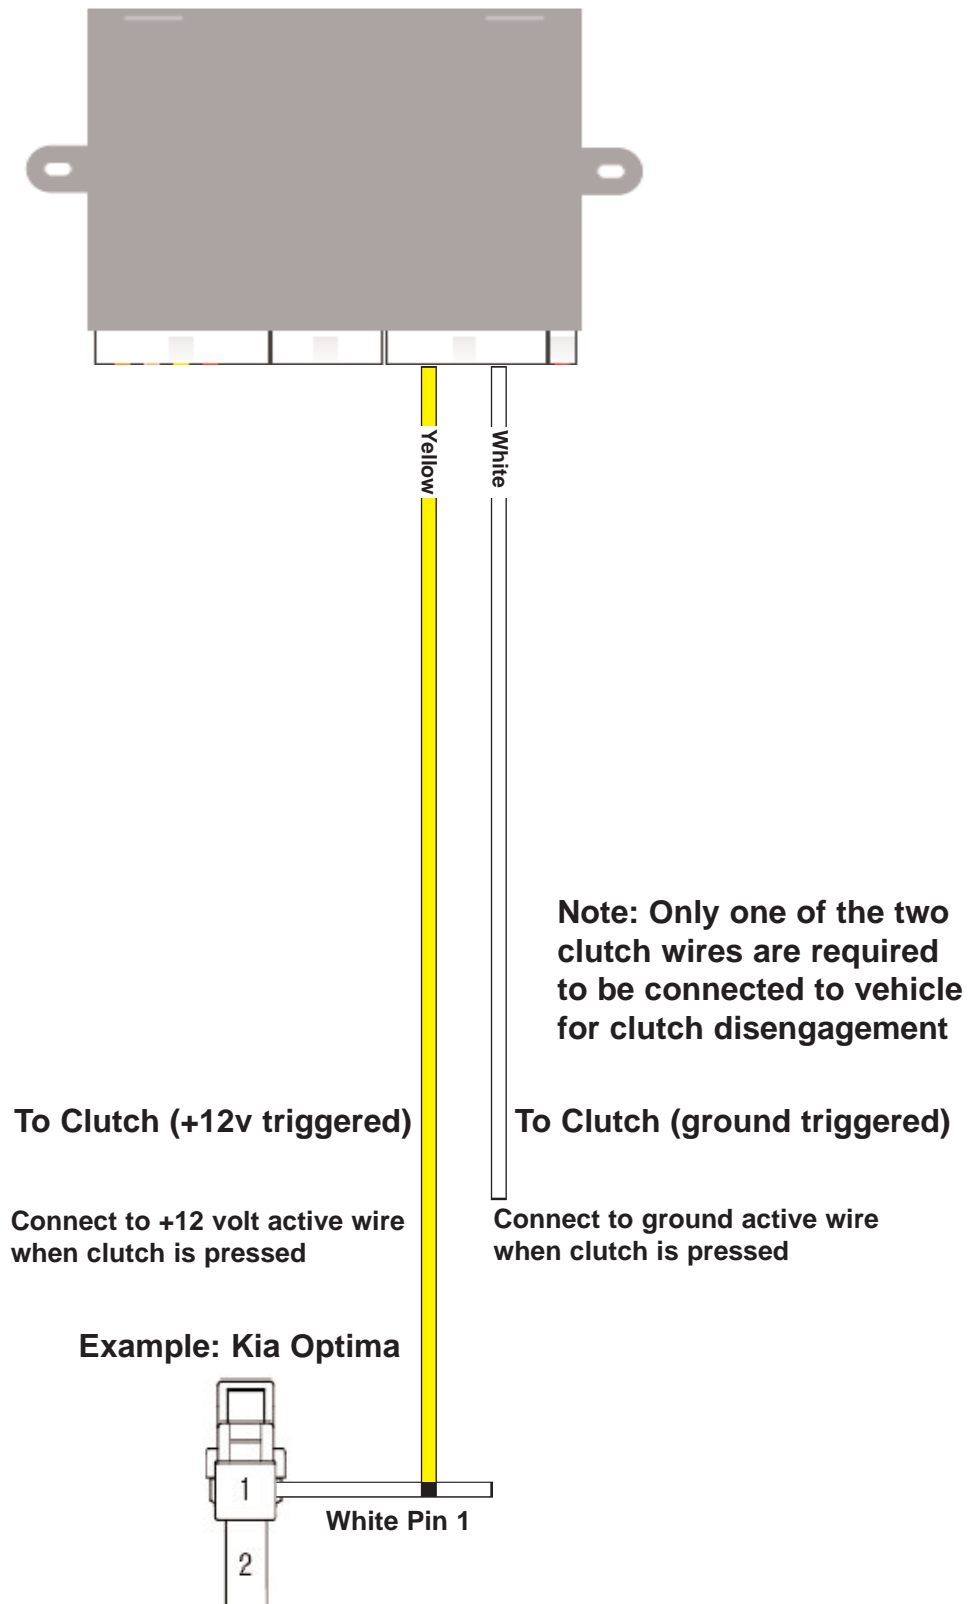 Yellow
White
Note: Only one of the two
clutch wires are required
to be connected to vehicle
for clutch disengagement
To Clutch (+12v triggered)
To Clutch (ground triggered)
Connect to +12 volt active wire
when clutch is pressed
Connect to ground active wire
when clutch is pressed
Example: Kia Optima
1
White Pin 1
2